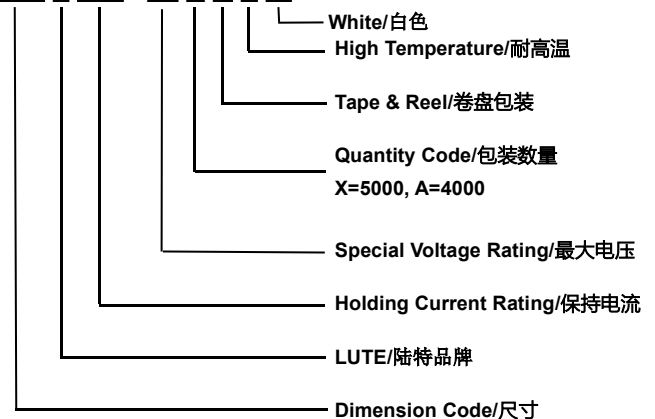 White/白色
High Temperature/耐高温
Tape & Reel/卷盘包装
Quantity Code/包装数量
X=5000, A=4000
Special Voltage Rating/最大电压
Holding Current Rating/保持电流
LUTE/陆特品牌
Dimension Code/尺寸